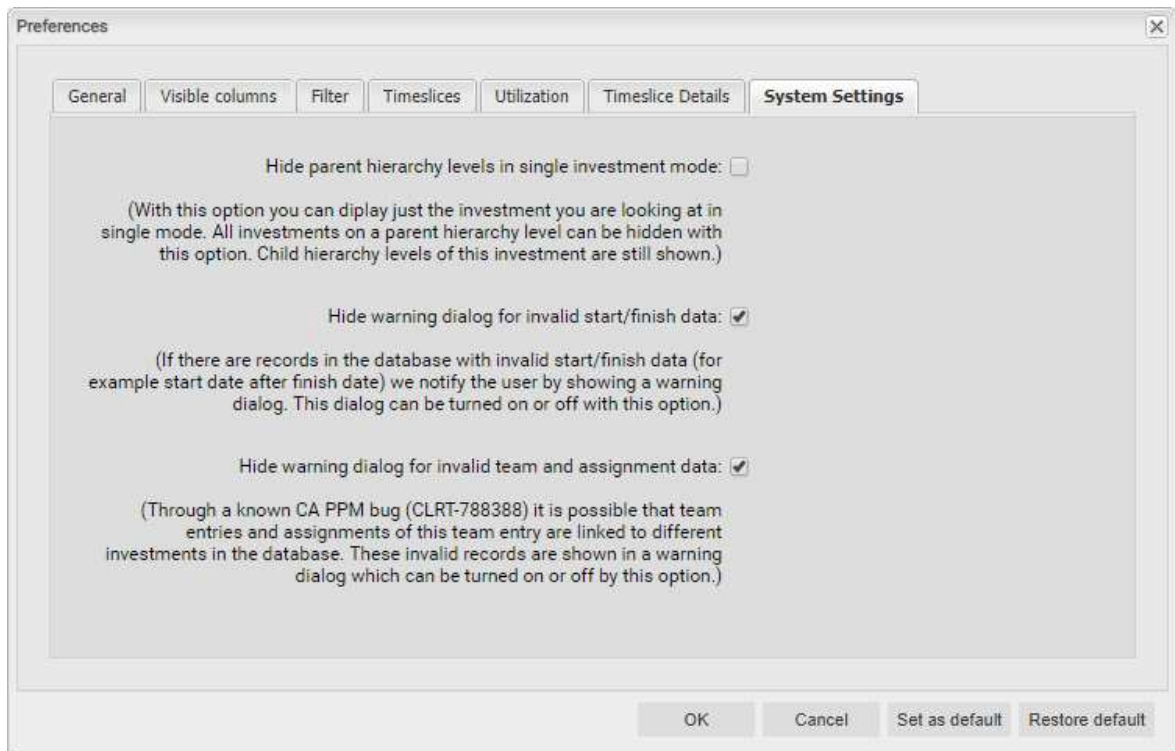 Preferences
General Visible columns Filter Timeslices Utilization Timeslice Details System Settings
Hide parent hierarchy levels in single investment mode:
(With this option you can diplay just the investment you are looking at in
single mode. All investments on a parent hierarchy level can be hidden with
this option. Child hierarchy levels of this investment are still shown.)
Hide warning dialog for invalid start/finish data:
(If there are records in the database with invalid start/finish data (for
example start date after finish date) we notify the user by showing a warning
dialog. This dialog can be turned on or off with this option.)
Hide warning dialog for invalid team and assignment data:
(Through a known CA PPM bug (CLRT-788388) it is possible that team
entries and assignments of this team entry are linked to different
investments in the database. These invalid records are shown in a warning
dialog which can be turned on or off by this option.)
OK Cancel Set as default Restore default